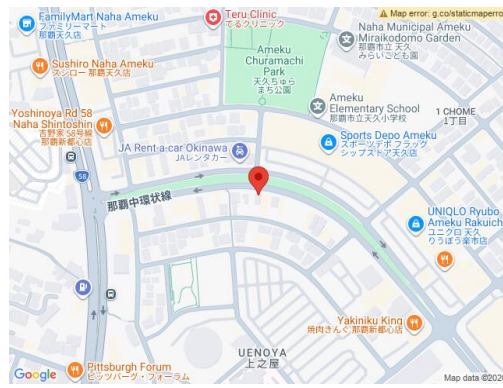 FamilyMart Naha Ameku
ファミリーマート
那覇天久店
Teru Clinic
てるクリニック
Map error: g.co/staticmaperro
Naha Municipal Ameku
Miraikodomo Garden
那覇市立 天久
みらいこども園
Ameku
Churamachi
Park
天久ちゅら
まち公園
Sushiro Naha Ameku
スシロー 那覇天久店
Ameku
Elementary School
那覇市立天久小学校
1 CHOME
1丁目
Yoshinoya Rd 58
Naha Shintoshin
吉野家 58号線
那覇新都心店
Sports Depo Ameku
スポーツデポ フラッグ
シップストア天久店
JA Rent-a-car Okinawa
JAレンタカー
58
那覇中環状線
UNIQLO Ryubo
Ameku Rakuich
ユニクロ 天久
りうぼう楽市店
Yakiniku King
焼肉きんぐ 那覇新都心店
UENOYA
上之屋
Pittsburgh Forum
ピッツバーグ・フォーラム
Google
Map data ©202